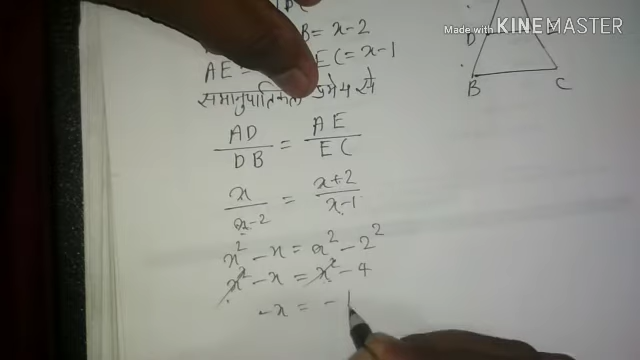 B = x-2
AE = EC = x-1
समानुपातिकता प्रमेय से
AD/DB = AE/EC
x/x-2 = x+2/x-1
x² - x = x² - 2²
x² - x = x² - 4
-x = -
B C
Made with KINEMASTER